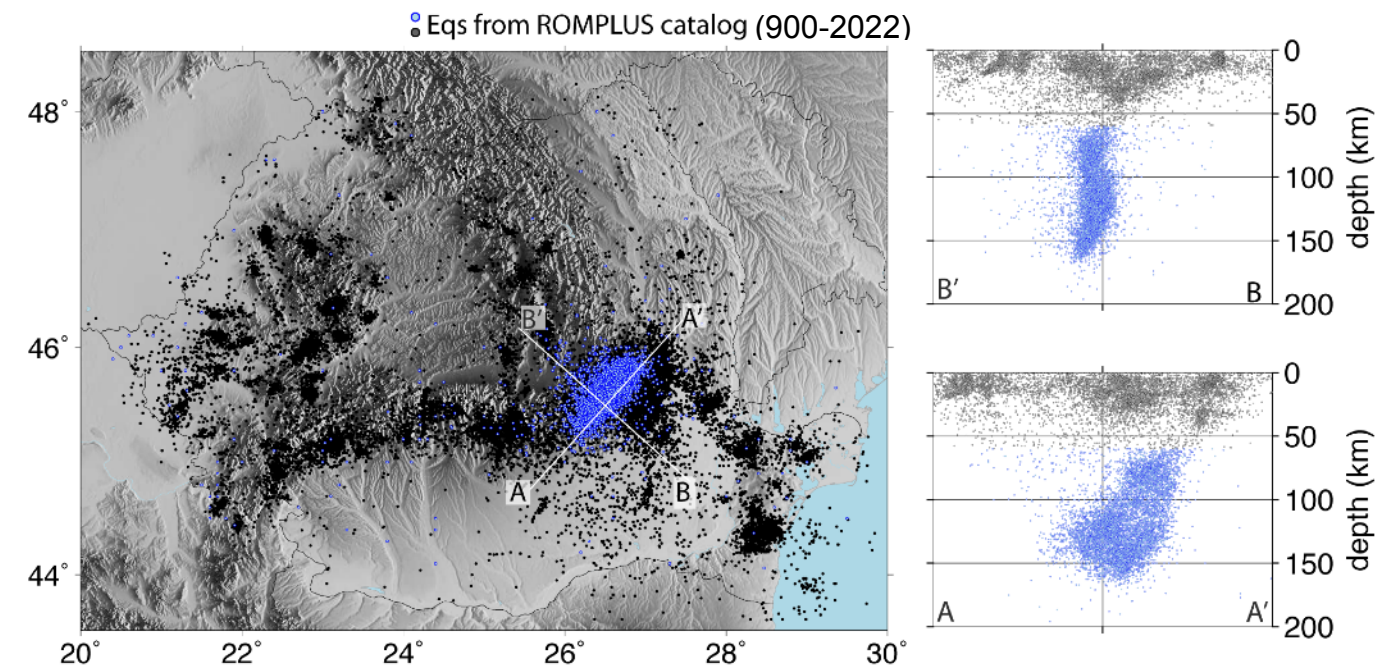 Eqs from ROMPLUS catalog (900-2022)
48°
46°
44°
20°
22°
24°
26°
28°
30°
B'
A'
A
B
0
50
100
150
200
depth (km)
B'
B
0
50
100
150
200
depth (km)
A
A'